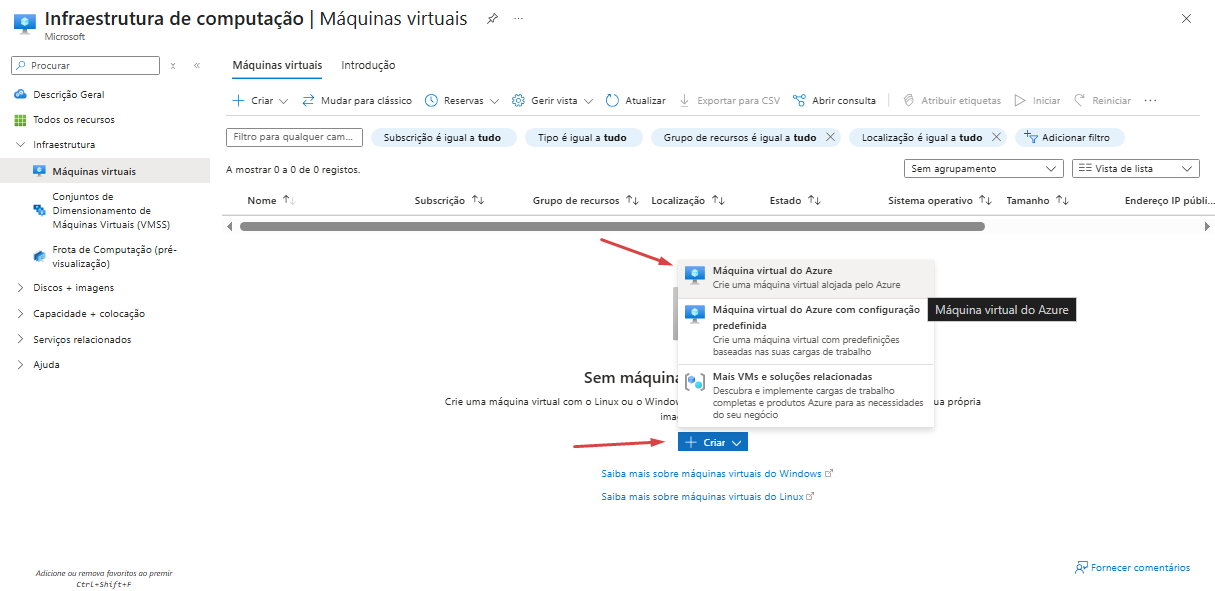 Infraestrutura de computação | Máquinas virtuais
Microsoft
Procurar
Descrição Geral
Todos os recursos
Infraestrutura
Máquinas virtuais
Conjuntos de
Dimensionamento de
Máquinas Virtuais (VMSS)
Frota de Computação (pré-
visualização)
Discos + imagens
Capacidade + colocação
Serviços relacionados
Ajuda
Adicione ou remova favoritos ao premir
Ctrl+Shift+F
Máquinas virtuais Introdução
Criar Mudar para clássico Reservas Gerir vista Atualizar Exportar para CSV Abrir consulta Atribuir etiquetas Iniciar Reiniciar ...
Filtro para qualquer cam... Subscrição é igual a tudo Tipo é igual a tudo Grupo de recursos é igual a tudo Localização é igual a tudo Adicionar filtro
A mostrar 0 a 0 de 0 registos. Sem agrupamento Vista de lista
Nome Subscrição Grupo de recursos Localização Estado Sistema operativo Tamanho Endereço IP públi...
Máquina virtual do Azure
Crie uma máquina virtual alojada pelo Azure
Máquina virtual do Azure com configuração
predefinida
Crie uma máquina virtual com predefinições
baseadas nas suas cargas de trabalho
Máquina virtual do Azure
Mais VMs e soluções relacionadas
Descubra e implemente cargas de trabalho
completas e produtos Azure para as necessidades
do seu negócio
Sem máquina
Crie uma máquina virtual com o Linux ou o Window ua própria
ima
Criar
Saiba mais sobre máquinas virtuais do Windows
Saiba mais sobre máquinas virtuais do Linux
Fornecer comentários